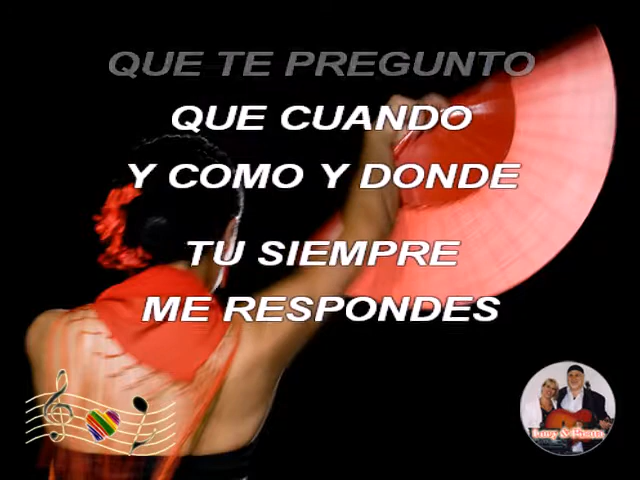 QUE TE PREGUNTO
QUE CUANDO
Y COMO Y DONDE
TU SIEMPRE
ME RESPONDES